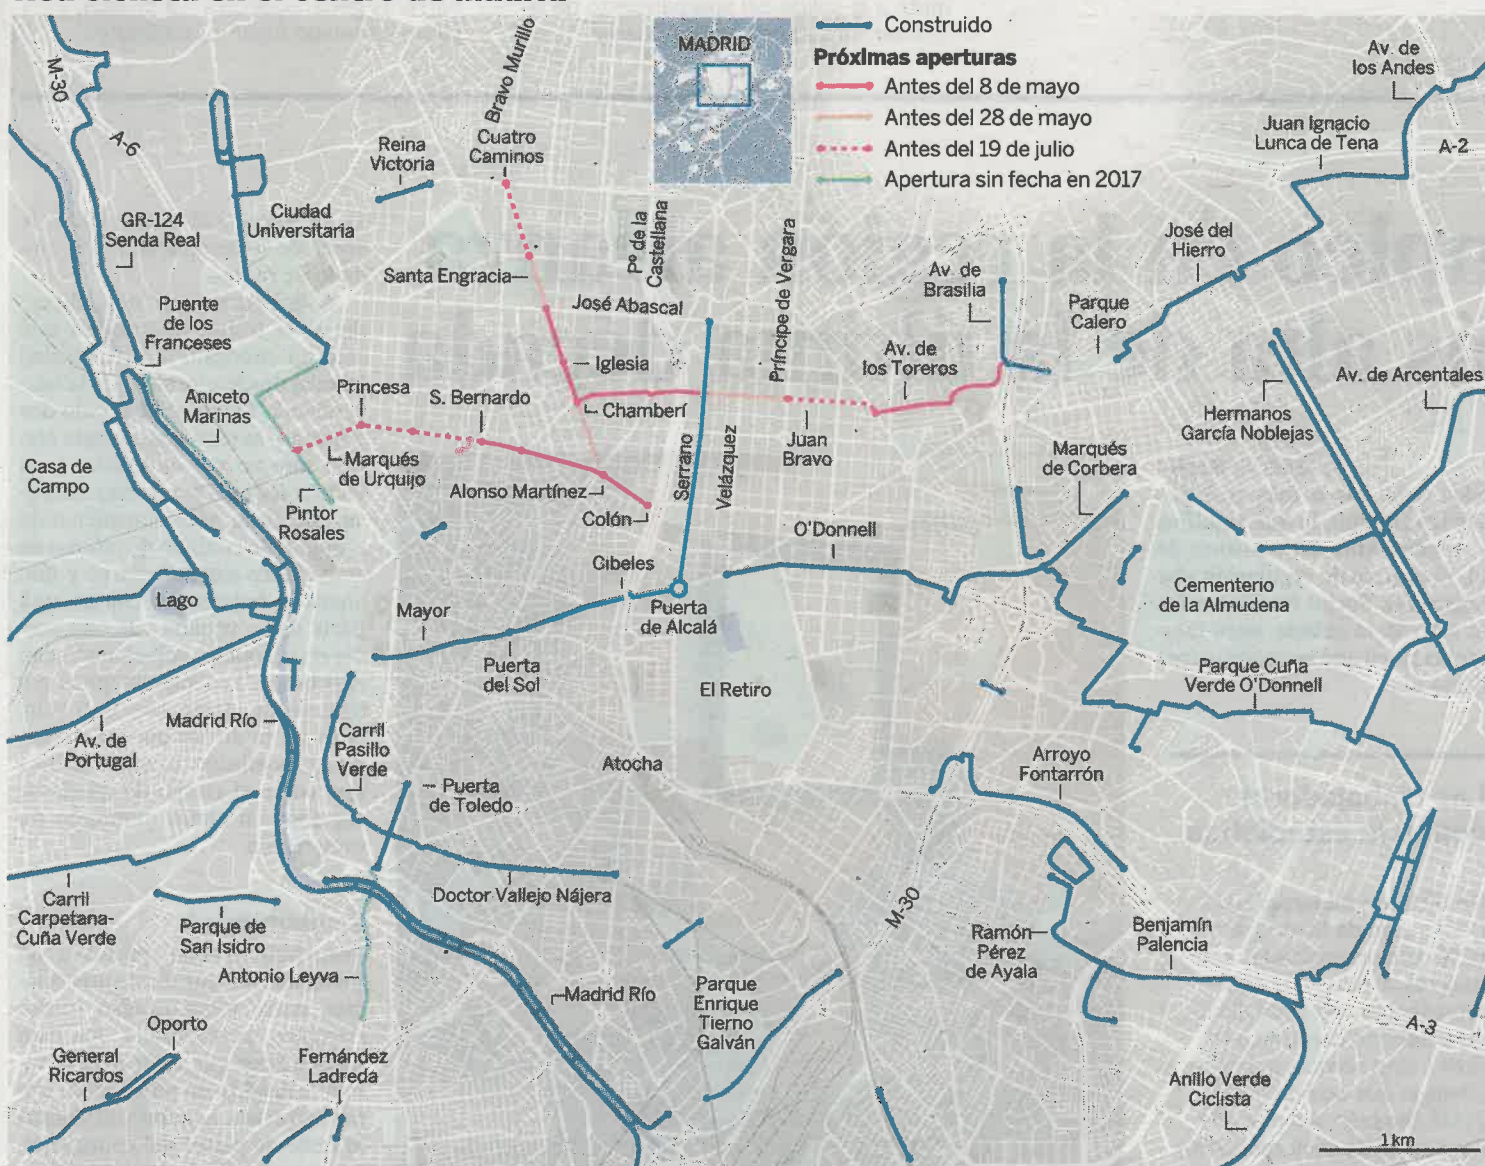 Red ciclista en el centro de Madrid
Construido
Próximas aperturas
Antes del 8 de mayo
Antes del 28 de mayo
Antes del 19 de julio
Apertura sin fecha en 2017
MADRID
M-30
A-6
Bravo Murillo
Cuatro
Caminos
Reina
Victoria
Ciudad
Universitaria
GR-124
Senda Real
Santa Engracia
Pº de la
Castellana
José Abascal
Príncipe de Vergara
Av. de
los Andes
Juan Ignacio
Lunca de Tena
A-2
José del
Hierro
Av. de
Brasilia
Parque
Calero
Puente
de los
Franceses
Iglesia
Av. de
los Toreros
Av. de Arcentales
Aniceto
Marinas
Princesa
S. Bernardo
Chamberí
Hermanos
García Noblejas
Casa de
Campo
Marqués
de Urquijo
Serrano
Velázquez
Juan
Bravo
Marqués
de Corbera
Alonso Martínez
Colón
Pintor
Rosales
O'Donnell
Cibeles
Lago
Mayor
Puerta
de Alcalá
Cementerio
de la Almudena
Puerta
del Sol
El Retiro
Parque Cuña
Verde O'Donnell
Av. de
Portugal
Madrid Río
Carril
Pasillo
Verde
Atocha
Arroyo
Fontarrón
Puerta
de Toledo
Carril
Carpetana-
Cuña Verde
Parque de
San Isidro
Doctor Vallejo Nájera
M-30
Ramón
Pérez
de Ayala
Benjamín
Palencia
Antonio Leyva
Madrid Río
Parque
Enrique
Tierno
Galván
A-3
Oporto
General
Ricardos
Fernández
Ladreda
Anillo Verde
Ciclista
1 km